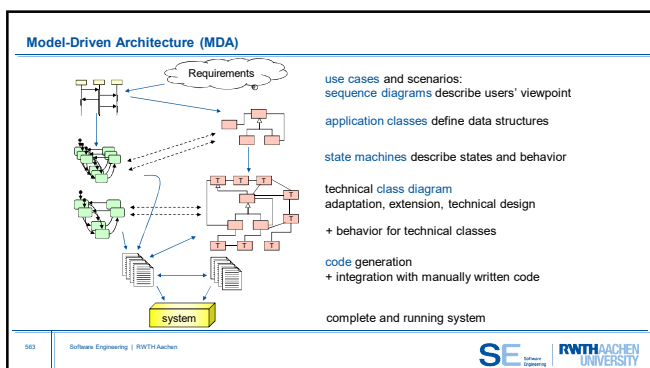 Model-Driven Architecture (MDA)
Requirements
use cases and scenarios:
sequence diagrams describe users' viewpoint
application classes define data structures
state machines describe states and behavior
T T T
technical class diagram
T
adaptation, extension, technical design
T
+ behavior for technical classes
T T T
code generation
+ integration with manually written code
system
complete and running system
563
Software Engineering | RWTH Aachen
SE Software
Engineering
RWTHAACHEN
UNIVERSITY